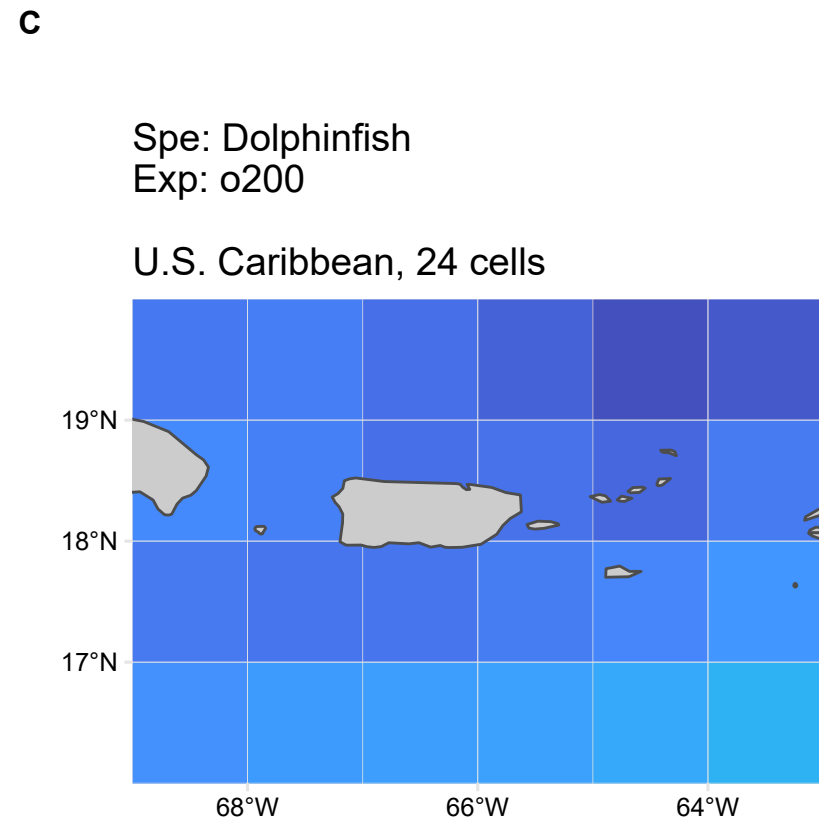 C
Spe: Dolphinfish
Exp: o200
U.S. Caribbean, 24 cells
19°N
18°N
17°N
68°W 66°W 64°W